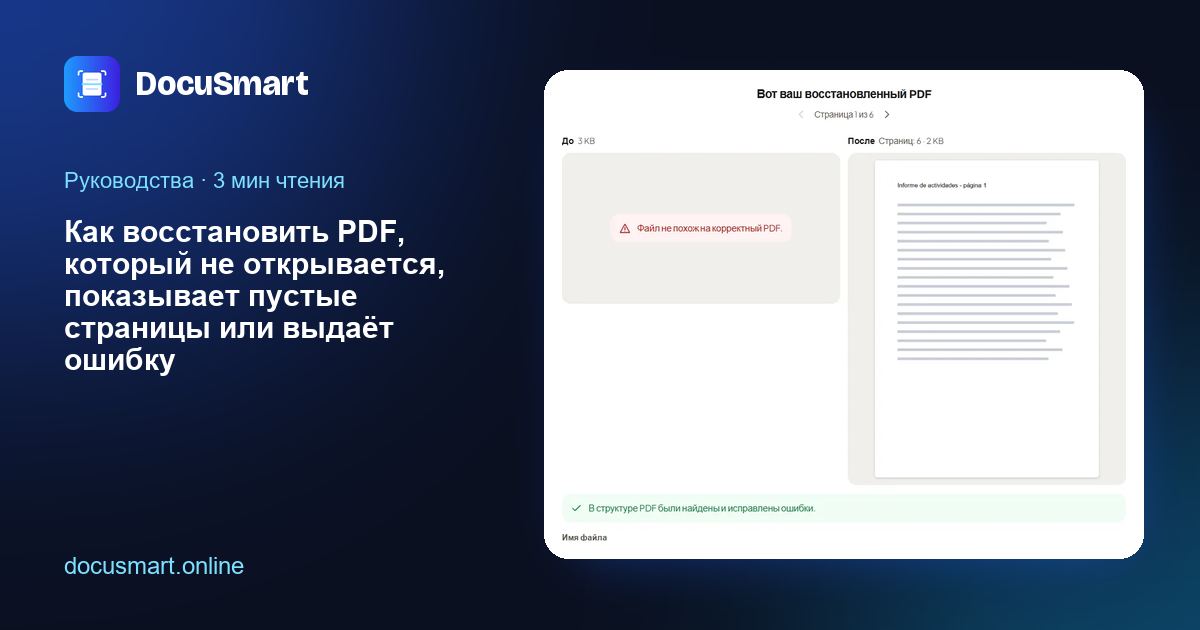 DocuSmart
Руководства · 3 мин чтения
Как восстановить PDF,
который не открывается,
показывает пустые
страницы или выдаёт
ошибку
docusmart.online
Вот ваш восстановленный PDF
Страница 1 из 6
До 3 KB
Файл не похож на корректный PDF.
После Страниц: 6 · 2 KB
Informe de actividades - página 1
В структуре PDF были найдены и исправлены ошибки.
Имя файла